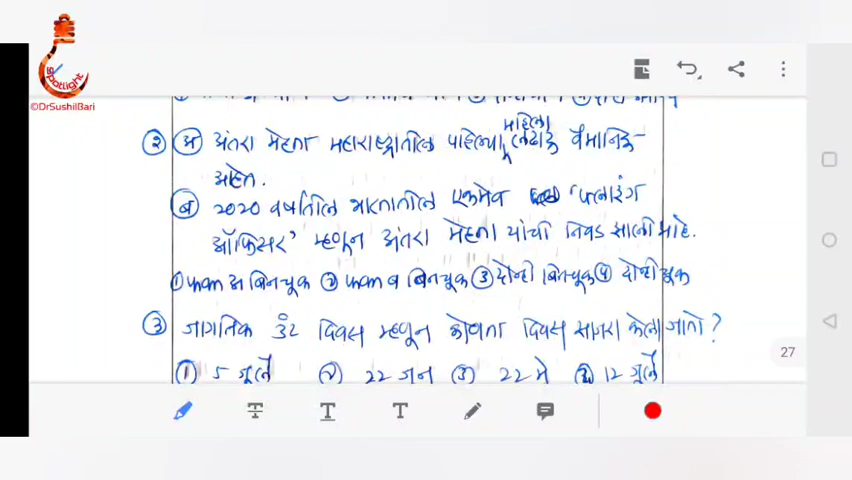 Spotlight
©DrSushilBari
२ अ अंतरा मेहता महाराष्ट्रातील पहिल्या महिला लढाऊ वैमानिक
आहेत.
ब 2020 वर्षातील भारतातील एकमेव 'फ्लाइंग
ऑफिसर' म्हणून अंतरा मेहता यांची निवड झाली आहे.
① फक्त अ बिनचूक ② फक्त ब बिनचूक ③ दोन्ही बिनचूक ④ दोन्ही चूक
③ जागतिक उंट दिवस म्हणून कोणता दिवस साजरा केला जातो?
① 5 जुलै ② 22 जून ③ 22 मे ④ 12 जुलै
27